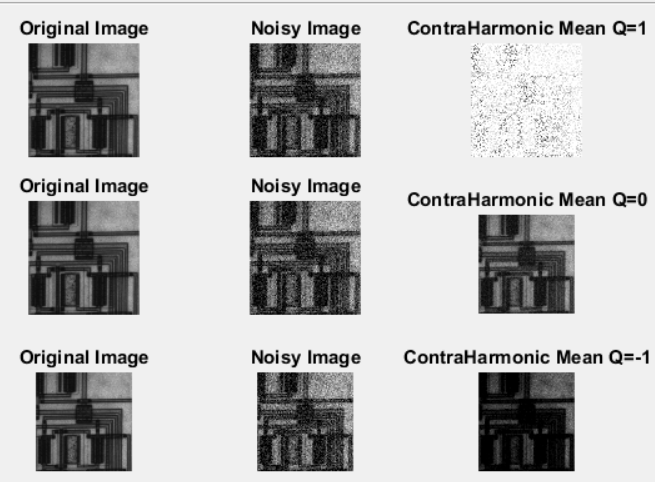 Original Image
Noisy Image
ContraHarmonic Mean Q=1
Original Image
Noisy Image
ContraHarmonic Mean Q=0
Original Image
Noisy Image
ContraHarmonic Mean Q=-1